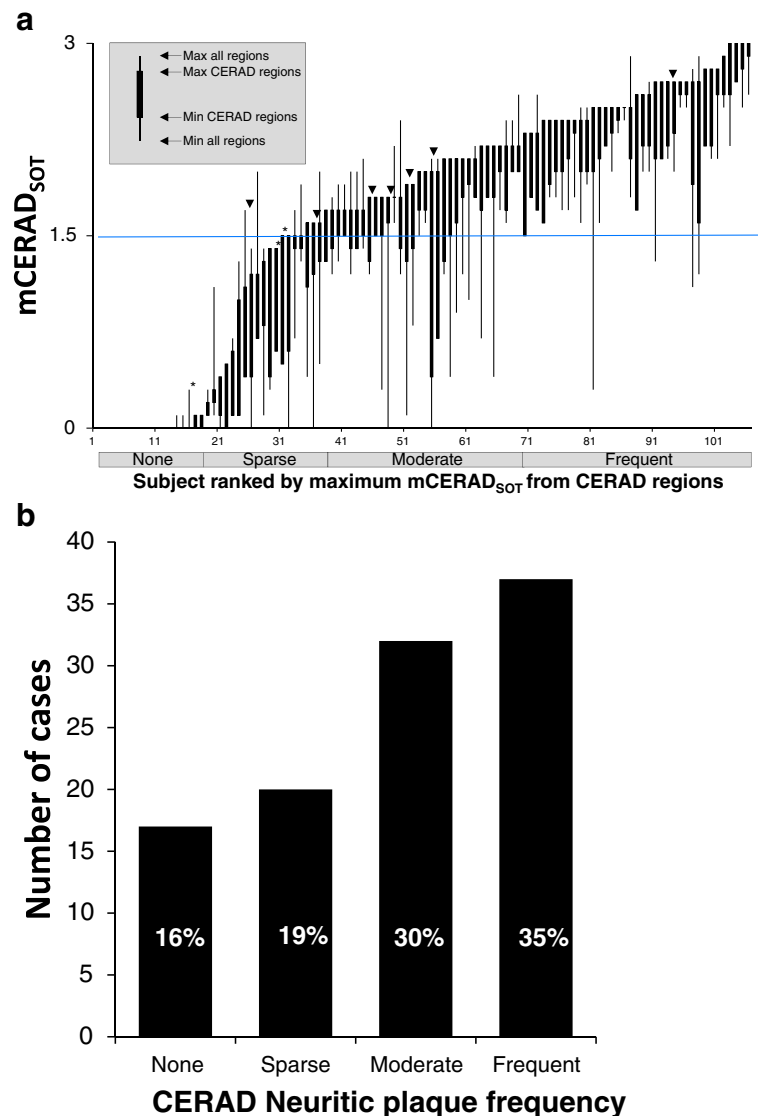 a
3
Max all regions
Max CERAD regions
Min CERAD regions
Min all regions
mCERAD_SOT
1.5
*
*
*
0
1 11 21 31 41 51 61 71 81 91 101
None Sparse Moderate Frequent
Subject ranked by maximum mCERAD_SOT from CERAD regions
b
40
35
30
25
20
15
10
5
0
Number of cases
16% 19% 30% 35%
None Sparse Moderate Frequent
CERAD Neuritic plaque frequency